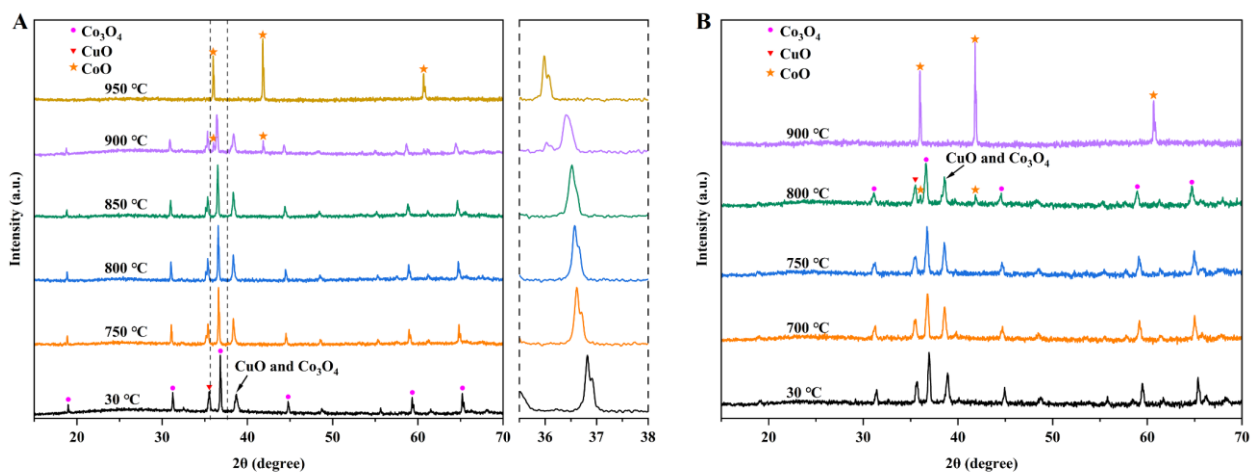 A
Co₃O₄
CuO
CoO
950 ℃
900 ℃
850 ℃
800 ℃
750 ℃
CuO and Co₃O₄
30 ℃
Intensity (a.u.)
20 30 40 50 60 70
2θ (degree)
36 37 38
B
Co₃O₄
CuO
CoO
900 ℃
CuO and Co₃O₄
800 ℃
750 ℃
700 ℃
30 ℃
Intensity (a.u.)
20 30 40 50 60 70
2θ (degree)